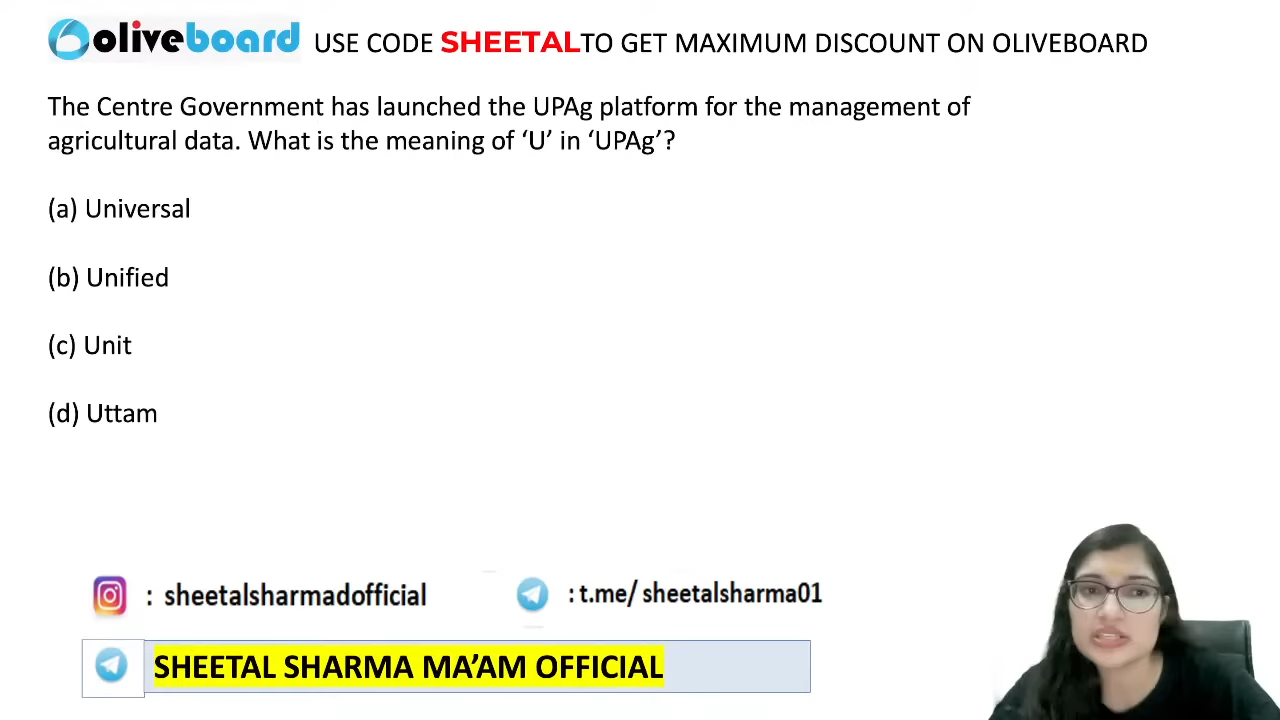 oliveboard USE CODE SHEETAL TO GET MAXIMUM DISCOUNT ON OLIVEBOARD
The Centre Government has launched the UPAg platform for the management of
agricultural data. What is the meaning of ‘U’ in ‘UPAg’?
(a) Universal
(b) Unified
(c) Unit
(d) Uttam
: sheetalsharmadofficial : t.me/ sheetalsharma01
SHEETAL SHARMA MA’AM OFFICIAL